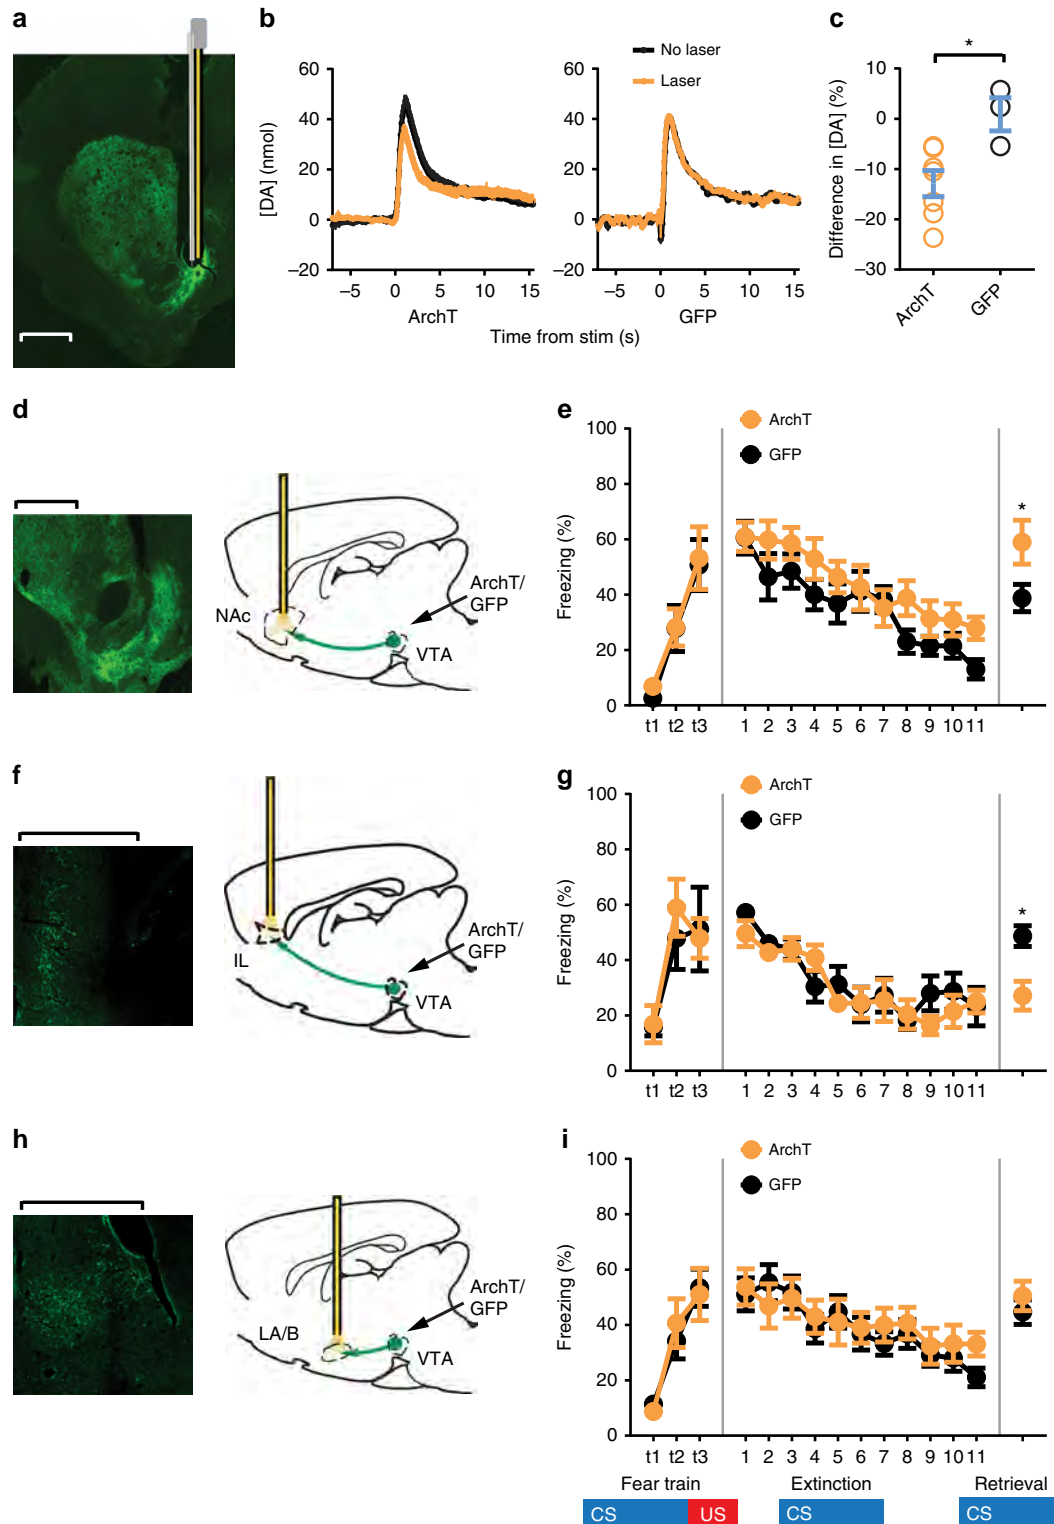 a
b
No laser
Laser
60
40
20
0
−20
[DA] (nmol)
−5 0 5 10 15
ArchT
60
40
20
0
−20
−5 0 5 10 15
GFP
Time from stim (s)
c
*
10
0
−10
−20
−30
Difference in [DA] (%)
ArchT
GFP
d
NAc
ArchT/
GFP
VTA
e
ArchT
GFP
100
80
60
40
20
0
Freezing (%)
*
t1 t2 t3 1 2 3 4 5 6 7 8 9 10 11
f
IL
ArchT/
GFP
VTA
g
ArchT
GFP
100
80
60
40
20
0
Freezing (%)
*
t1 t2 t3 1 2 3 4 5 6 7 8 9 10 11
h
LA/B
ArchT/
GFP
VTA
i
ArchT
GFP
100
80
60
40
20
0
Freezing (%)
t1 t2 t3 1 2 3 4 5 6 7 8 9 10 11
Fear train Extinction Retrieval
CS US CS CS